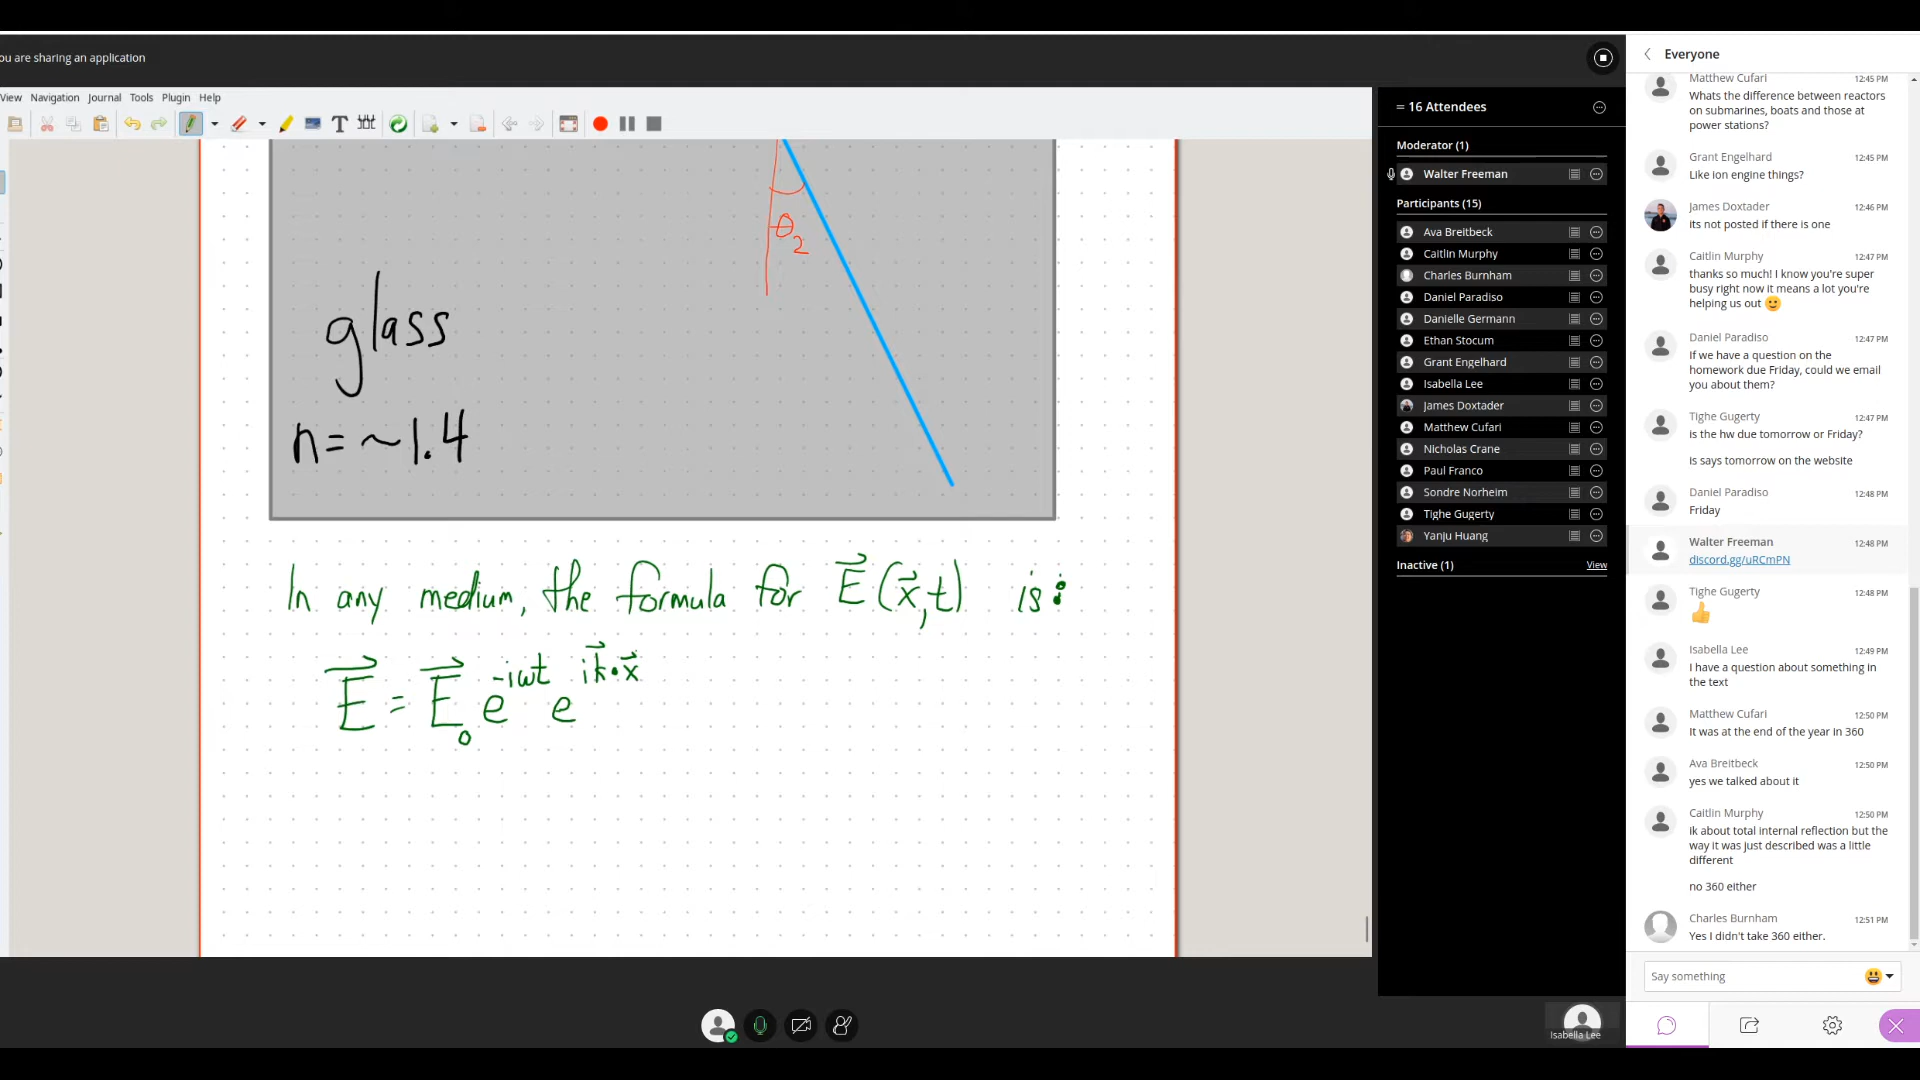 ou are sharing an application
View Navigation Journal Tools Plugin Help
T
θ₂
glass
n = ~1.4
In any medium, the formula for E⃗(x⃗,t) is:
E⃗ = E⃗₀ e^{-iωt} e^{ik⃗•x⃗}
16 Attendees
Moderator (1)
Walter Freeman
Participants (15)
Ava Breitbeck
Caitlin Murphy
Charles Burnham
Daniel Paradiso
Danielle Germann
Ethan Stocum
Grant Engelhard
Isabella Lee
James Doxtader
Matthew Cufari
Nicholas Crane
Paul Franco
Sondre Norheim
Tighe Gugerty
Yanju Huang
Inactive (1) View
Isabella Lee
Everyone
Matthew Cufari 12:45 PM
Whats the difference between reactors
on submarines, boats and those at
power stations?
Grant Engelhard 12:45 PM
Like ion engine things?
James Doxtader 12:46 PM
its not posted if there is one
Caitlin Murphy 12:47 PM
thanks so much! I know you're super
busy right now it means a lot you're
helping us out 🙂
Daniel Paradiso 12:47 PM
If we have a question on the
homework due Friday, could we email
you about them?
Tighe Gugerty 12:47 PM
is the hw due tomorrow or Friday?
is says tomorrow on the website
Daniel Paradiso 12:48 PM
Friday
Walter Freeman 12:48 PM
discord.gg/uRCmPN
Tighe Gugerty 12:48 PM
👍
Isabella Lee 12:49 PM
I have a question about something in
the text
Matthew Cufari 12:50 PM
It was at the end of the year in 360
Ava Breitbeck 12:50 PM
yes we talked about it
Caitlin Murphy 12:50 PM
ik about total internal reflection but the
way it was just described was a little
different
no 360 either
Charles Burnham 12:51 PM
Yes I didn't take 360 either.
Say something